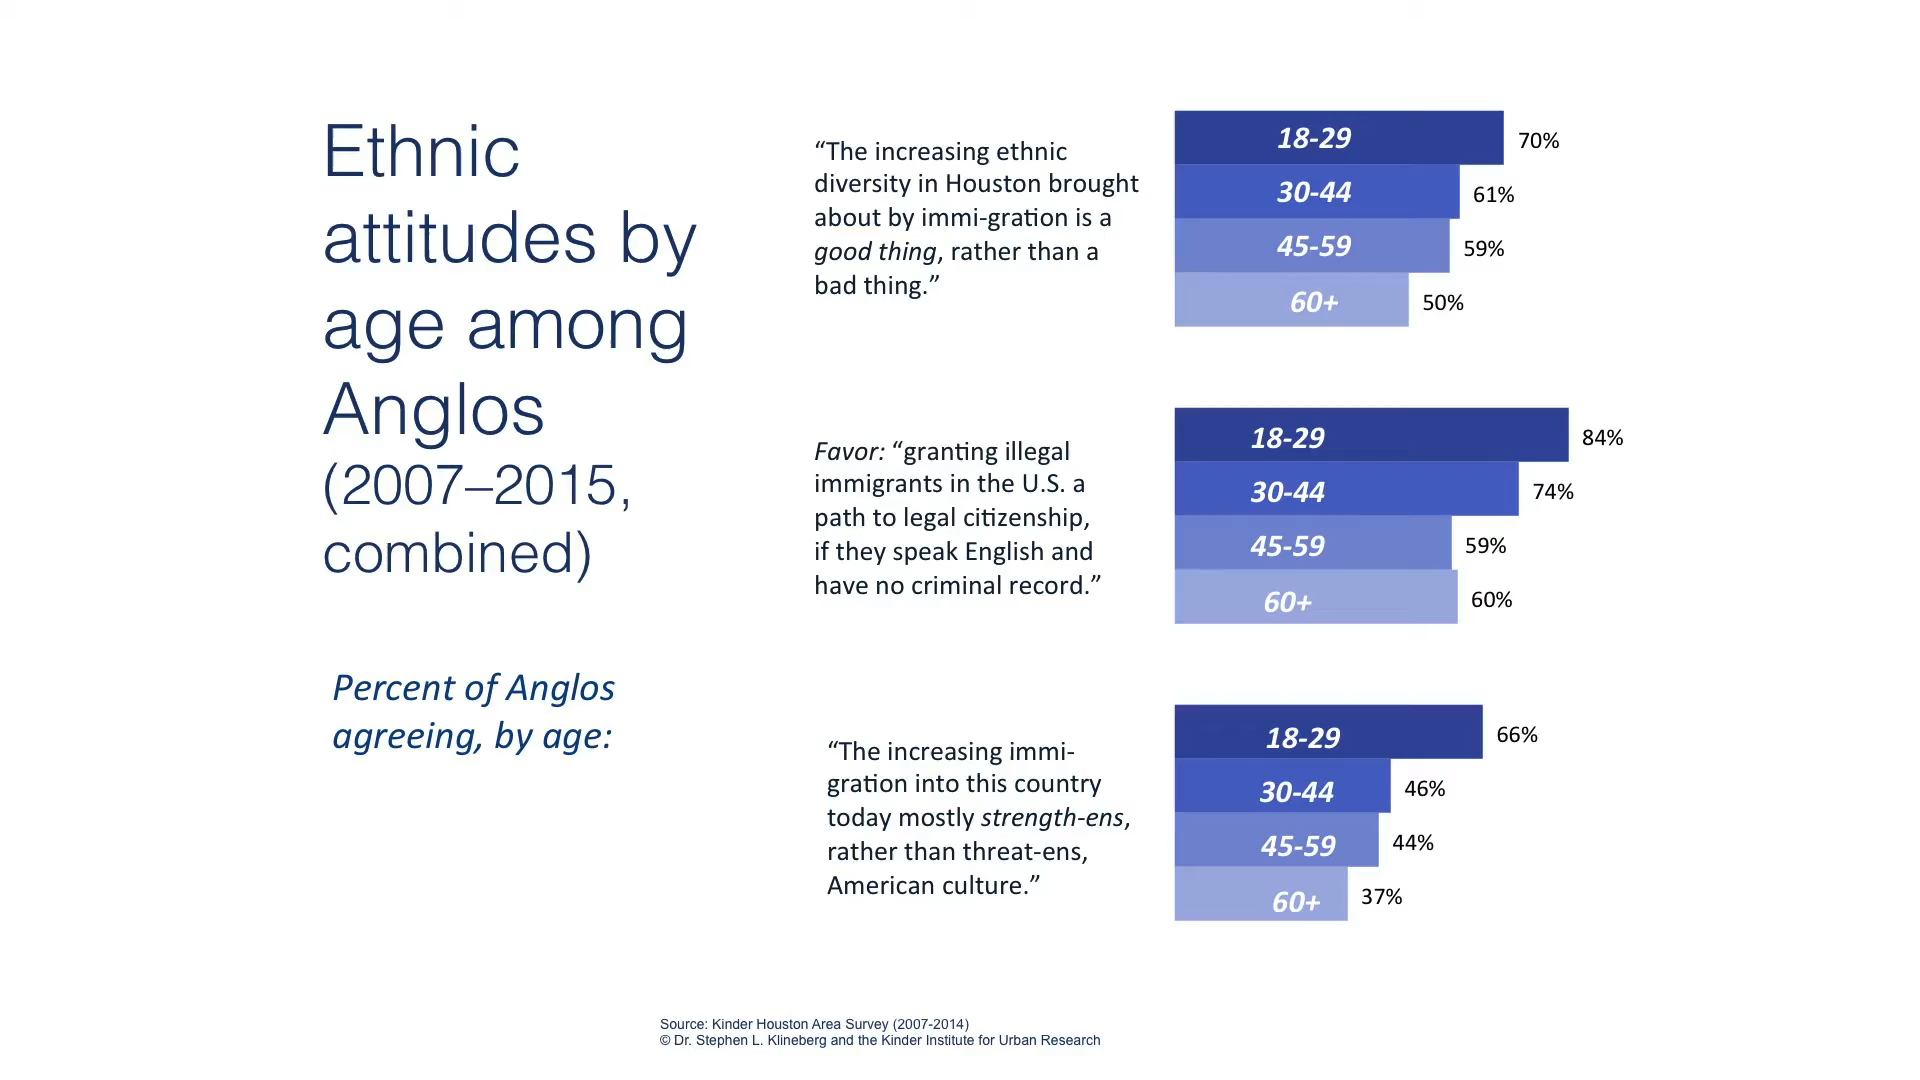 Ethnic
attitudes by
age among
Anglos
(2007–2015,
combined)
Percent of Anglos
agreeing, by age:
“The increasing ethnic
diversity in Houston brought
about by immi-gration is a
good thing, rather than a
bad thing.”
18-29 70%
30-44 61%
45-59 59%
60+ 50%
Favor: “granting illegal
immigrants in the U.S. a
path to legal citizenship,
if they speak English and
have no criminal record.”
18-29 84%
30-44 74%
45-59 59%
60+ 60%
“The increasing immi-
gration into this country
today mostly strength-ens,
rather than threat-ens,
American culture.”
18-29 66%
30-44 46%
45-59 44%
60+ 37%
Source: Kinder Houston Area Survey (2007-2014)
© Dr. Stephen L. Klineberg and the Kinder Institute for Urban Research